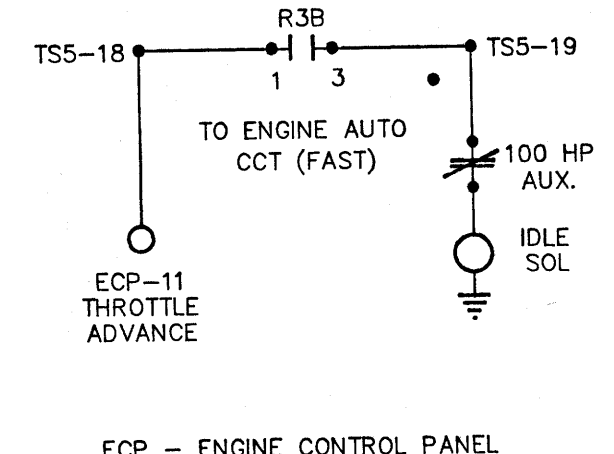 R3B
TS5-18
TS5-19
1
3
TO ENGINE AUTO
CCT (FAST)
100 HP
AUX.
IDLE
SOL
ECP-11
THROTTLE
ADVANCE
ECP - ENGINE CONTROL PANEL